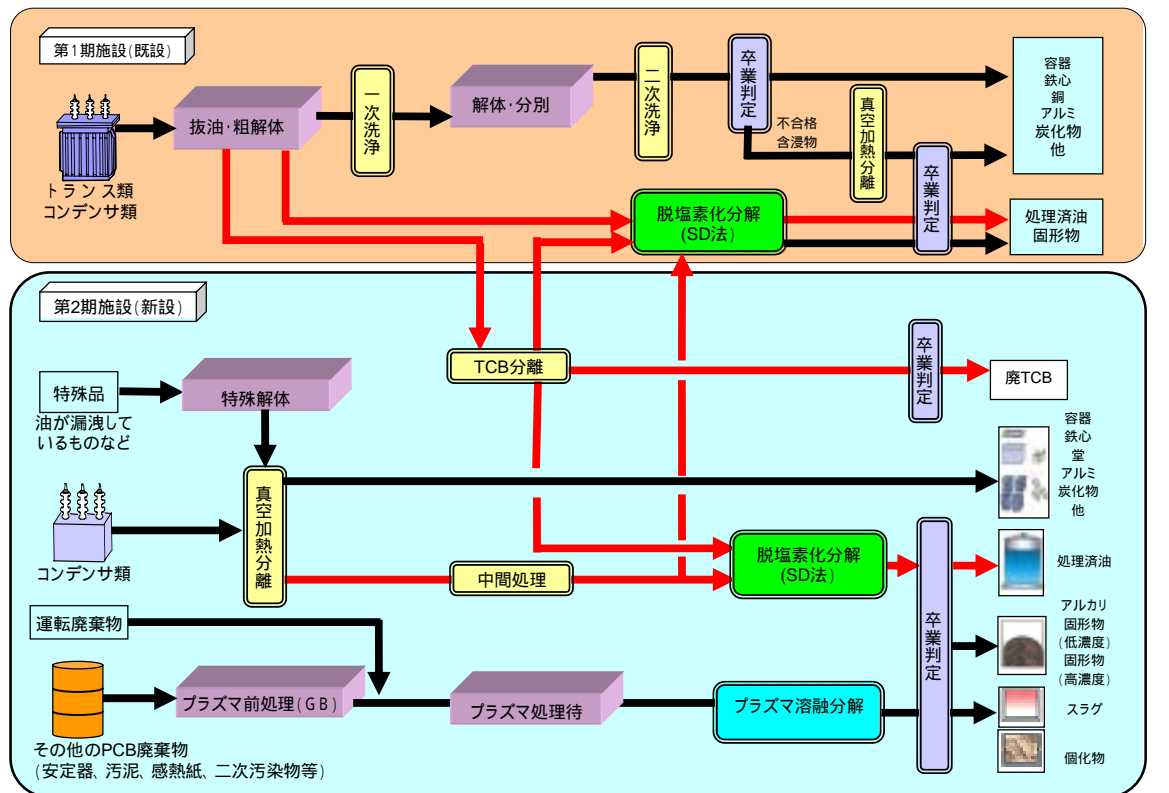 第1期施設(既設)
トランス類
コンデンサ類
抜油・粗解体
一次洗浄
解体・分別
二次洗浄
卒業判定
不合格
含浸物
真空加熱分離
卒業判定
容器
鉄心
銅
アルミ
炭化物
他
脱塩素化分解
(SD法)
処理済油
固形物
第2期施設(新設)
TCB分離
卒業判定
廃TCB
特殊品
油が漏洩して
いるものなど
特殊解体
コンデンサ類
真空加熱分離
容器
鉄心
堂
アルミ
炭化物
他
中間処理
脱塩素化分解
(SD法)
卒業判定
処理済油
運転廃棄物
その他のPCB廃棄物
(安定器、汚泥、感熱紙、二次汚染物等)
プラズマ前処理(GB)
プラズマ処理待
プラズマ溶融分解
アルカリ
固形物
(低濃度)
固形物
(高濃度)
スラグ
個化物